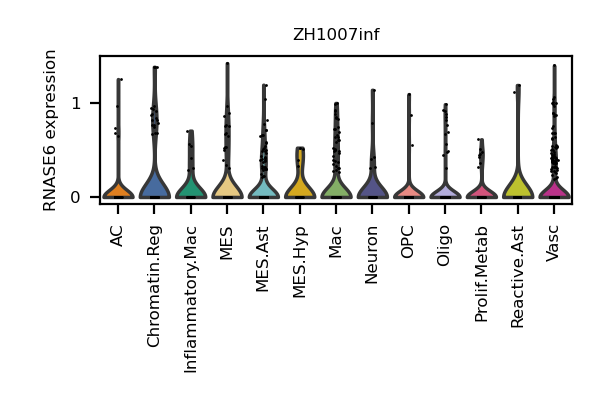 ZH1007inf
RNASE6 expression
1
0
AC
Chromatin.Reg
Inflammatory.Mac
MES
MES.Ast
MES.Hyp
Mac
Neuron
OPC
Oligo
Prolif.Metab
Reactive.Ast
Vasc